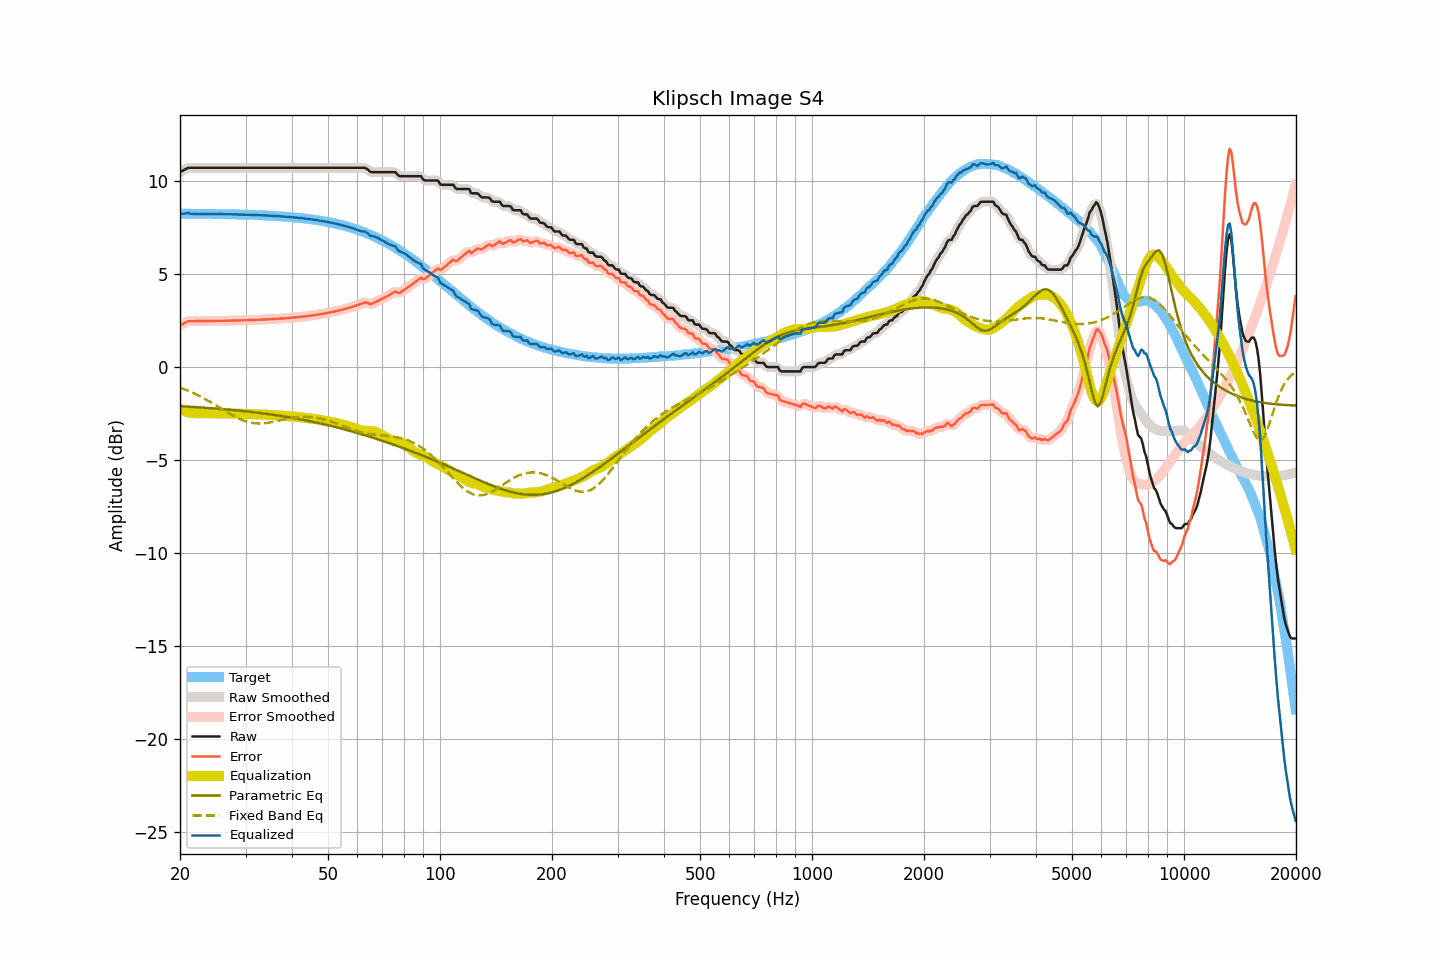 Klipsch Image S4
Amplitude (dBr)
10
5
0
−5
−10
−15
−20
−25
Target
Raw Smoothed
Error Smoothed
Raw
Error
Equalization
Parametric Eq
Fixed Band Eq
Equalized
20 50 100 200 500 1000 2000 5000 10000 20000
Frequency (Hz)